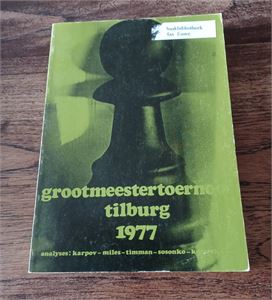 grootmeestertoernooi
tilburg
1977
analyses: karpov – miles – timman – sosonko –